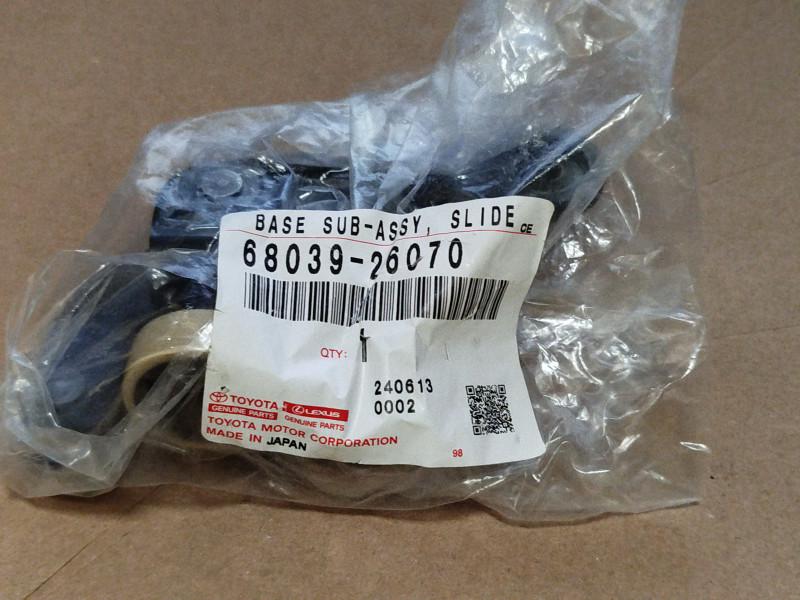 BASE SUB-ASSY, SLIDE CE
68039-26070
QTY: 1
240613
0002
TOYOTA LEXUS
GENUINE PARTS GENUINE PARTS
TOYOTA MOTOR CORPORATION
MADE IN JAPAN
98